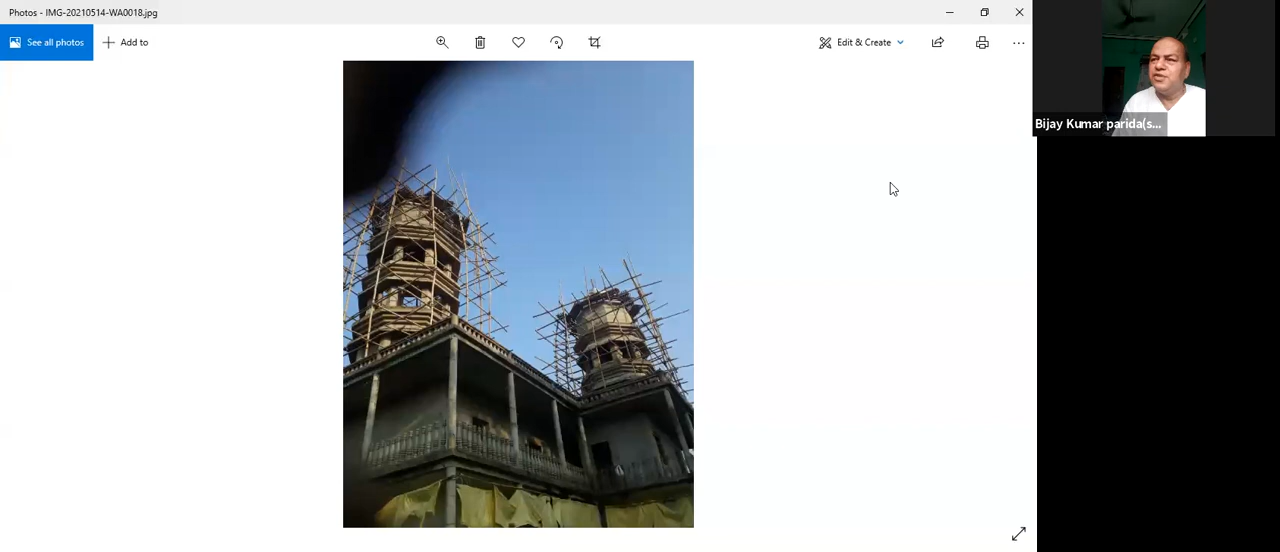 Photos - IMG-20210514-WA0018.jpg
See all photos
Add to
Edit & Create
Bijay Kumar parida(s...